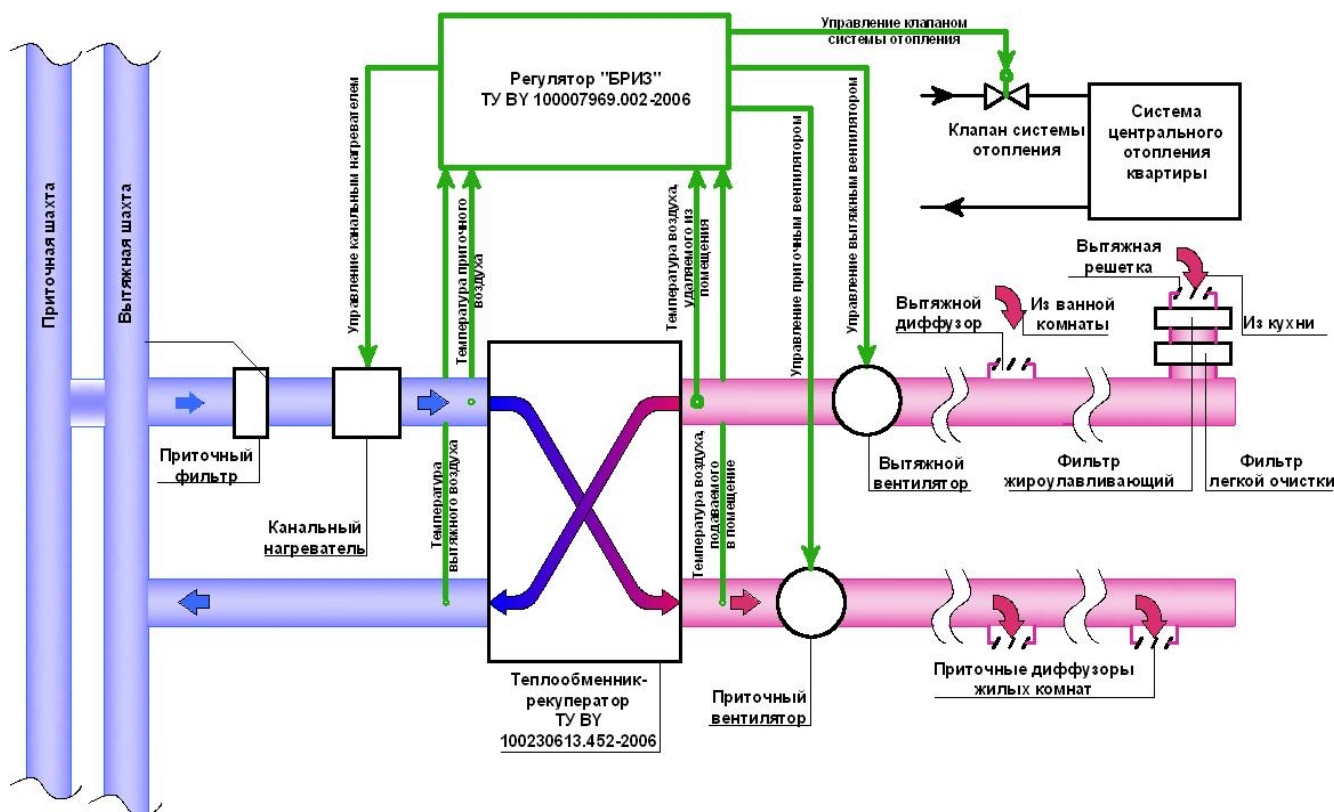 Управление клапаном
системы отопления
Регулятор "БРИЗ"
ТУ BY 100007969.002-2006
Клапан системы
отопления
Система
центрального
отопления
квартиры
Приточная шахта
Вытяжная шахта
Управление канальным нагревателем
Температура приточного
воздуха
Температура воздуха,
удаляемого из
помещения
Управление приточным вентилятором
Управление вытяжным вентилятором
Вытяжная
решетка
Вытяжной
диффузор
Из ванной
комнаты
Из кухни
Приточный
фильтр
Канальный
нагреватель
Температура
вытяжного воздуха
Температура воздуха,
подаваемого
в помещение
Вытяжной
вентилятор
Фильтр
жироулавливающий
Фильтр
легкой очистки
Теплообменник-
рекуператор
ТУ BY
100230613.452-2006
Приточный
вентилятор
Приточные диффузоры
жилых комнат